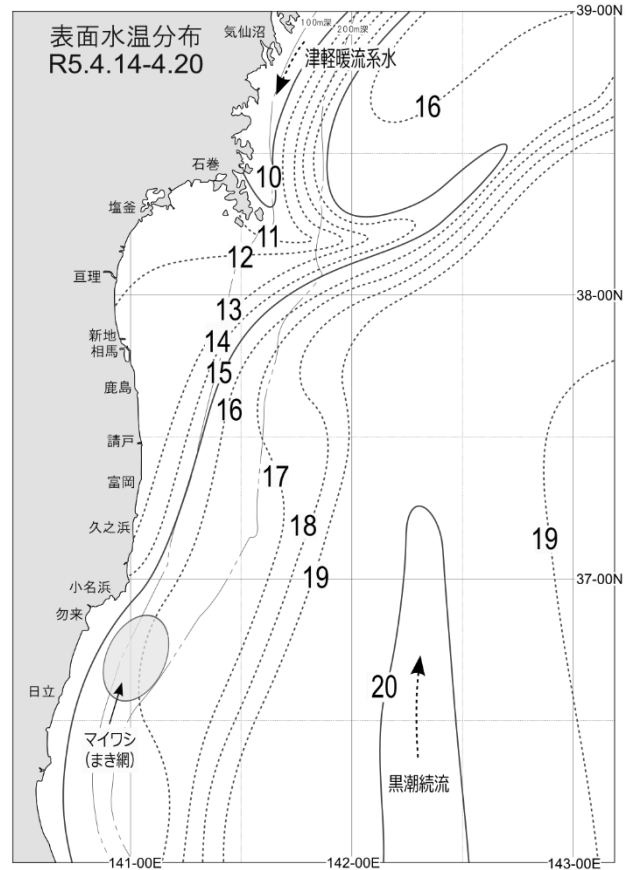 表面水温分布
R5.4.14-4.20
39-00N
気仙沼
100m深
200m深
津軽暖流系水
16
石巻
10
塩釜
11
12
亘理
38-00N
13
新地
14
相馬
15
鹿島
16
請戸
17
富岡
18
久之浜
19
19
小名浜
37-00N
勿来
日立
20
マイワシ
(まき網)
黒潮続流
141-00E
142-00E
143-00E